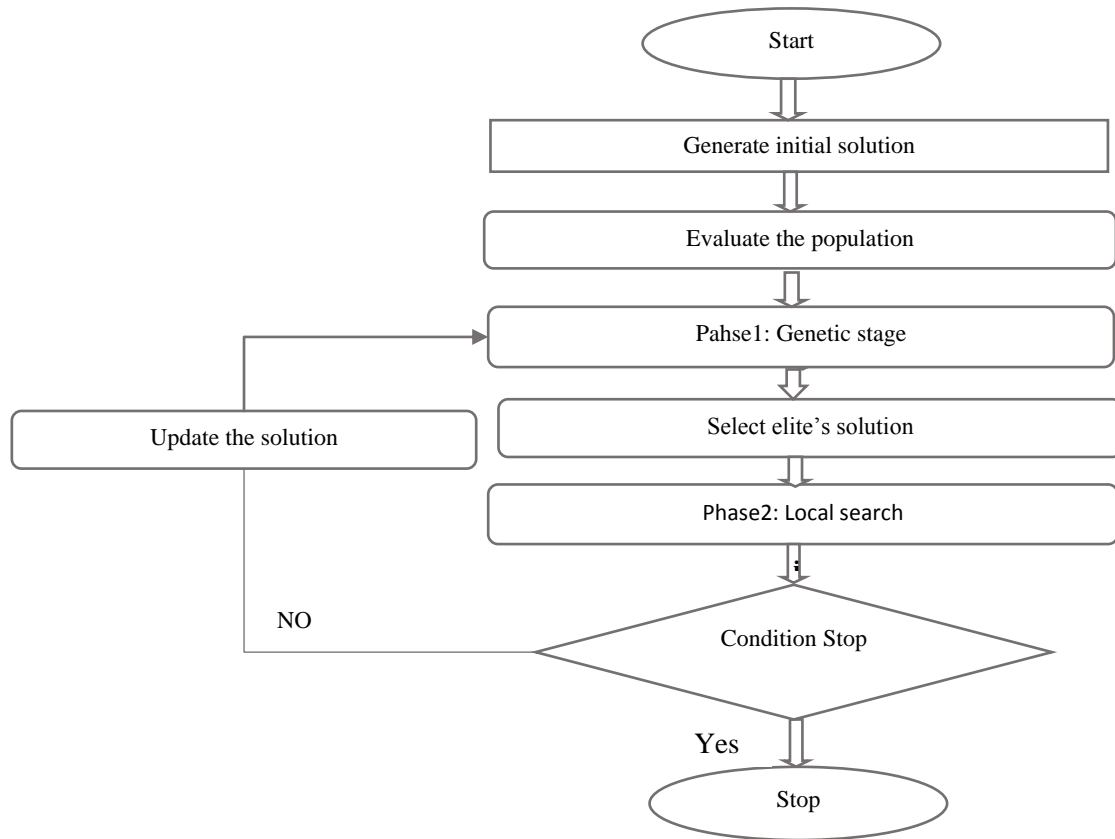 Start
Generate initial solution
Evaluate the population
Pahse1: Genetic stage
Select elite’s solution
Update the solution
Phase2: Local search
NO
Condition Stop
Yes
Stop